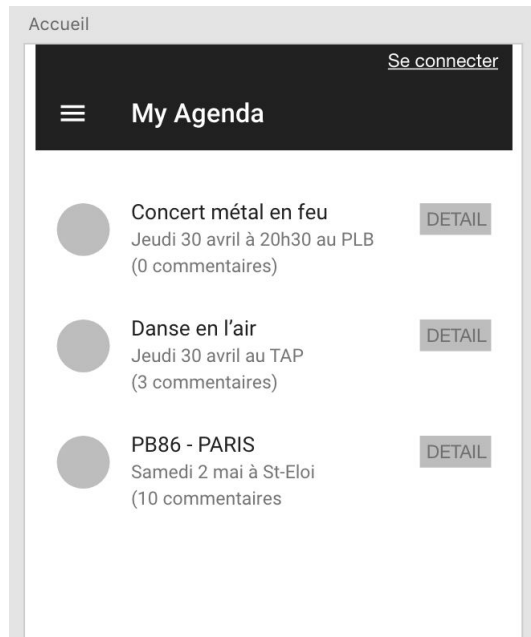 Accueil
Se connecter
My Agenda
Concert métal en feu
DETAIL
Jeudi 30 avril à 20h30 au PLB
(0 commentaires)
Danse en l’air
DETAIL
Jeudi 30 avril au TAP
(3 commentaires)
PB86 - PARIS
DETAIL
Samedi 2 mai à St-Eloi
(10 commentaires